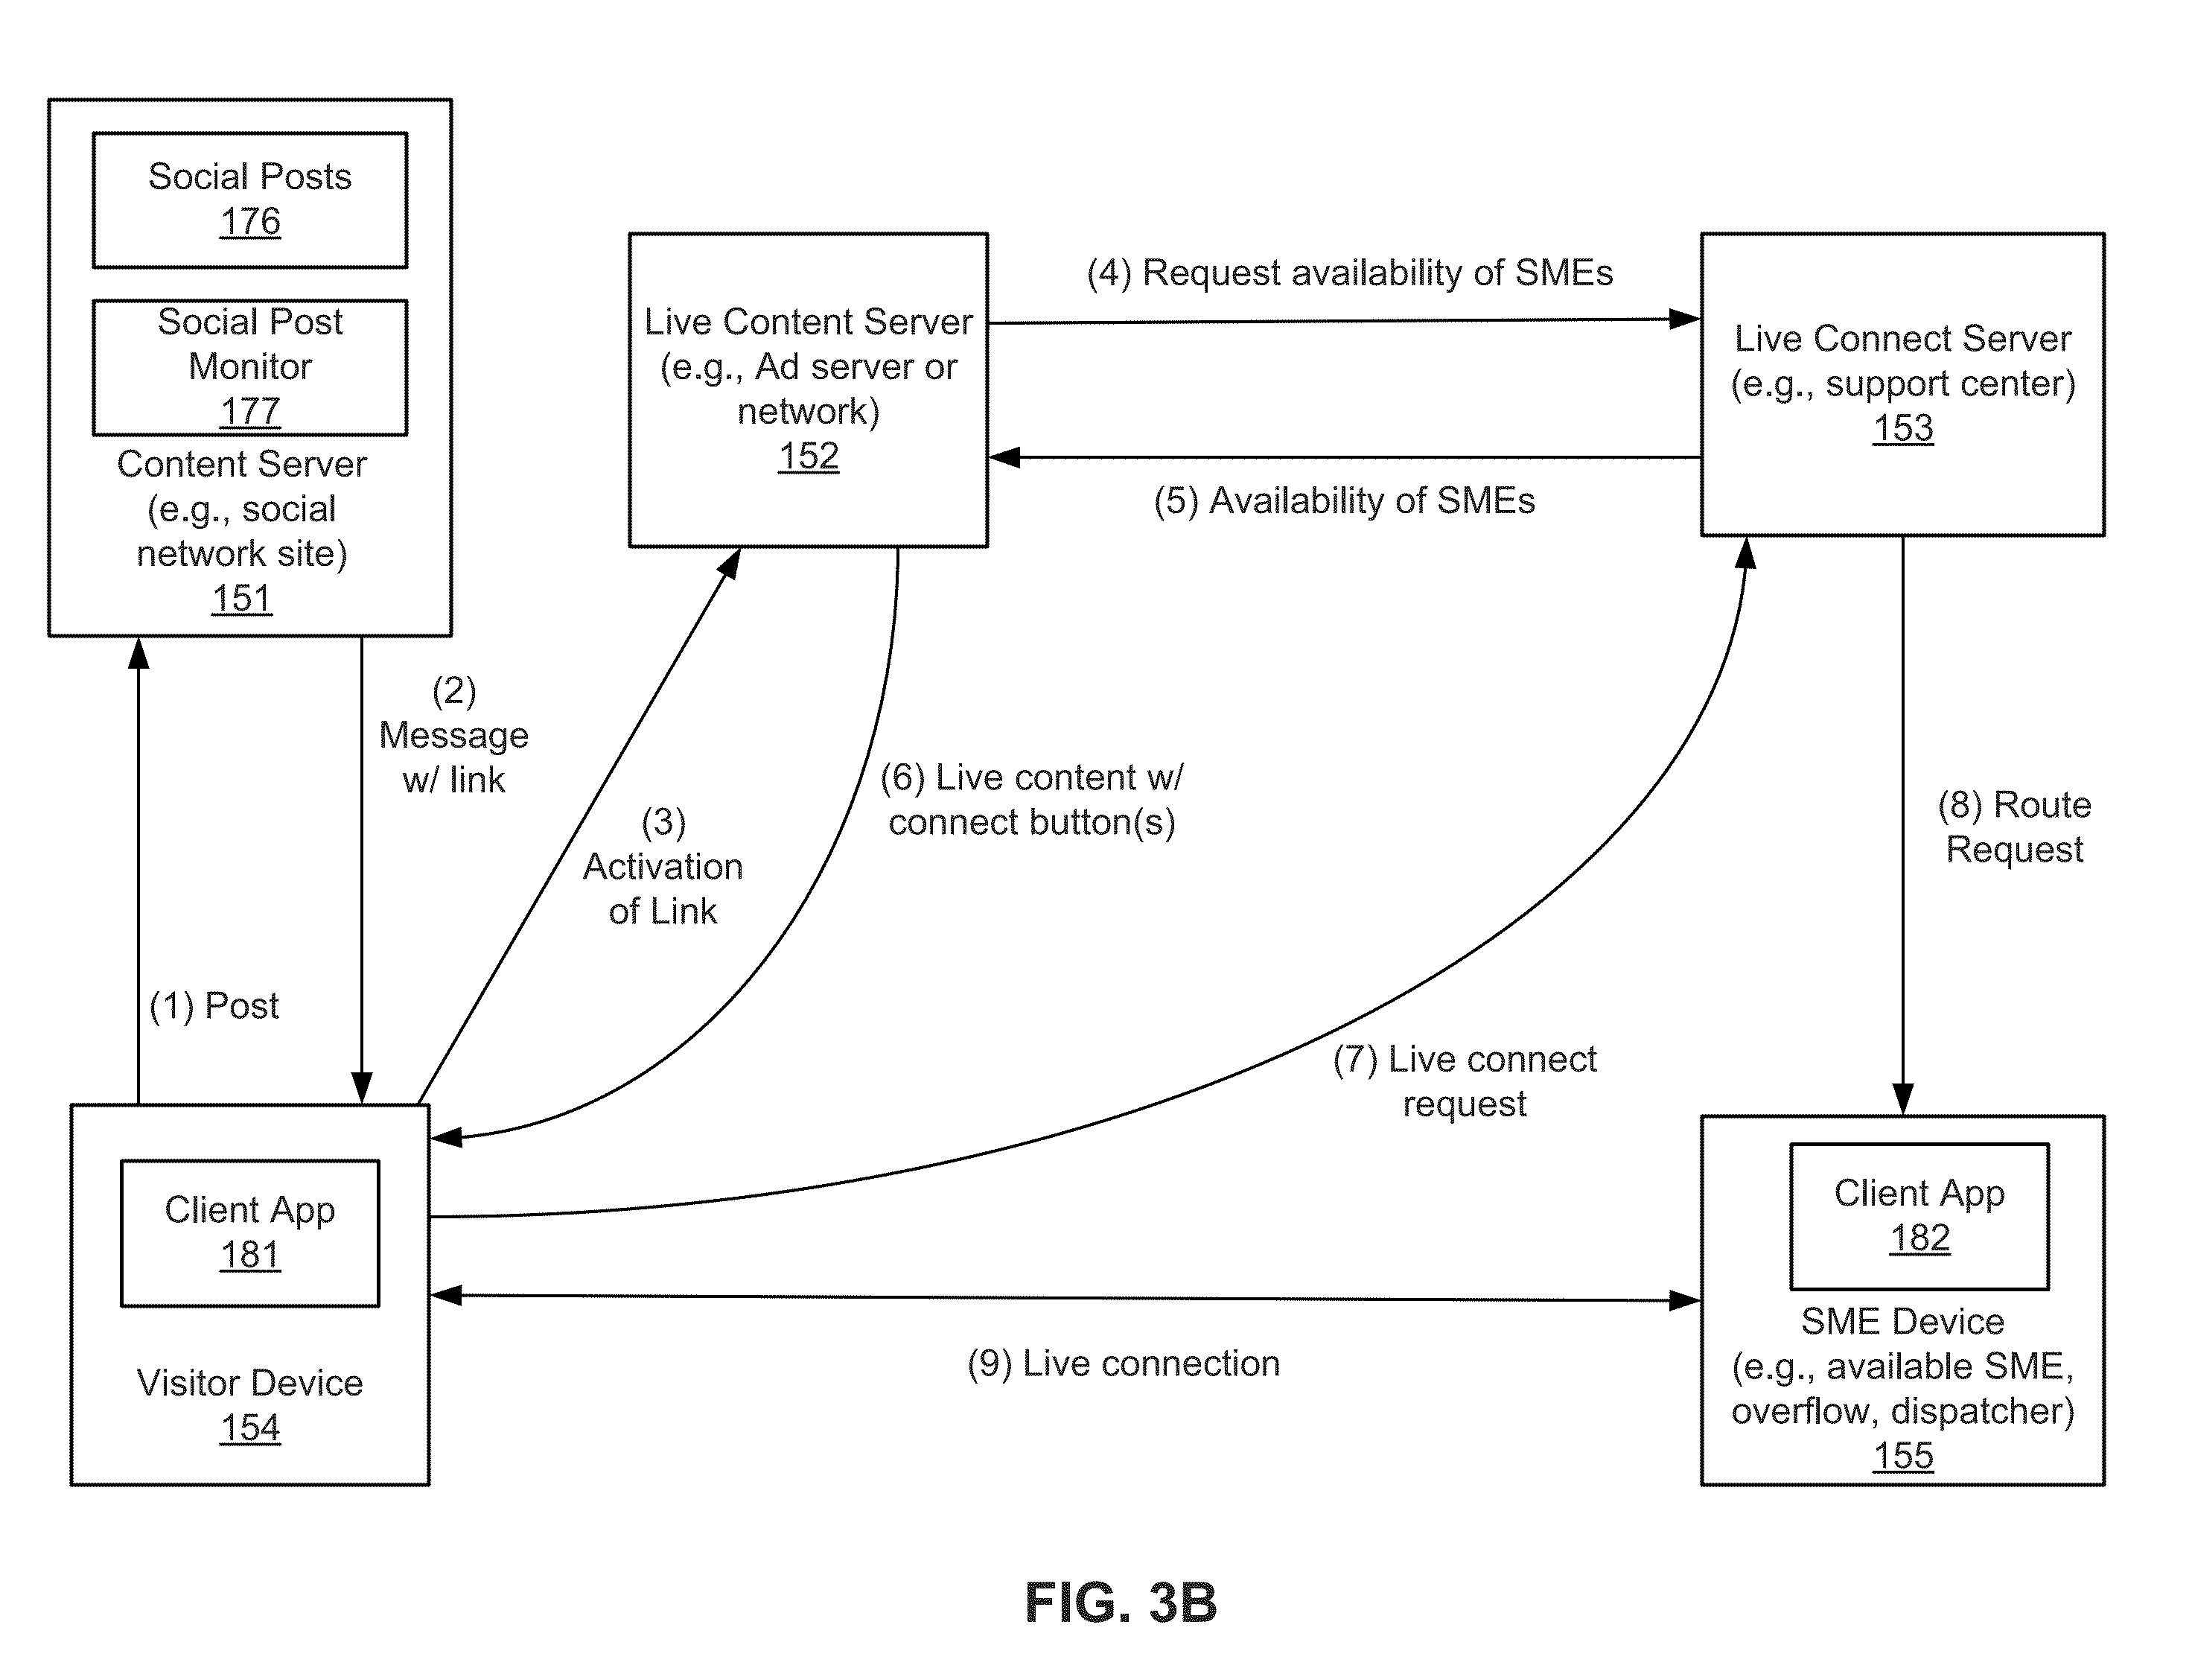 Social Posts
176
Social Post
Monitor
177
Content Server
(e.g., social
network site)
151
Live Content Server
(e.g., Ad server or
network)
152
(4) Request availability of SMEs
(5) Availability of SMEs
Live Connect Server
(e.g., support center)
153
(1) Post
(2)
Message
w/ link
(3)
Activation
of Link
(6) Live content w/
connect button(s)
(7) Live connect
request
(8) Route
Request
Client App
181
Visitor Device
154
(9) Live connection
Client App
182
SME Device
(e.g., available SME,
overflow, dispatcher)
155
FIG. 3B